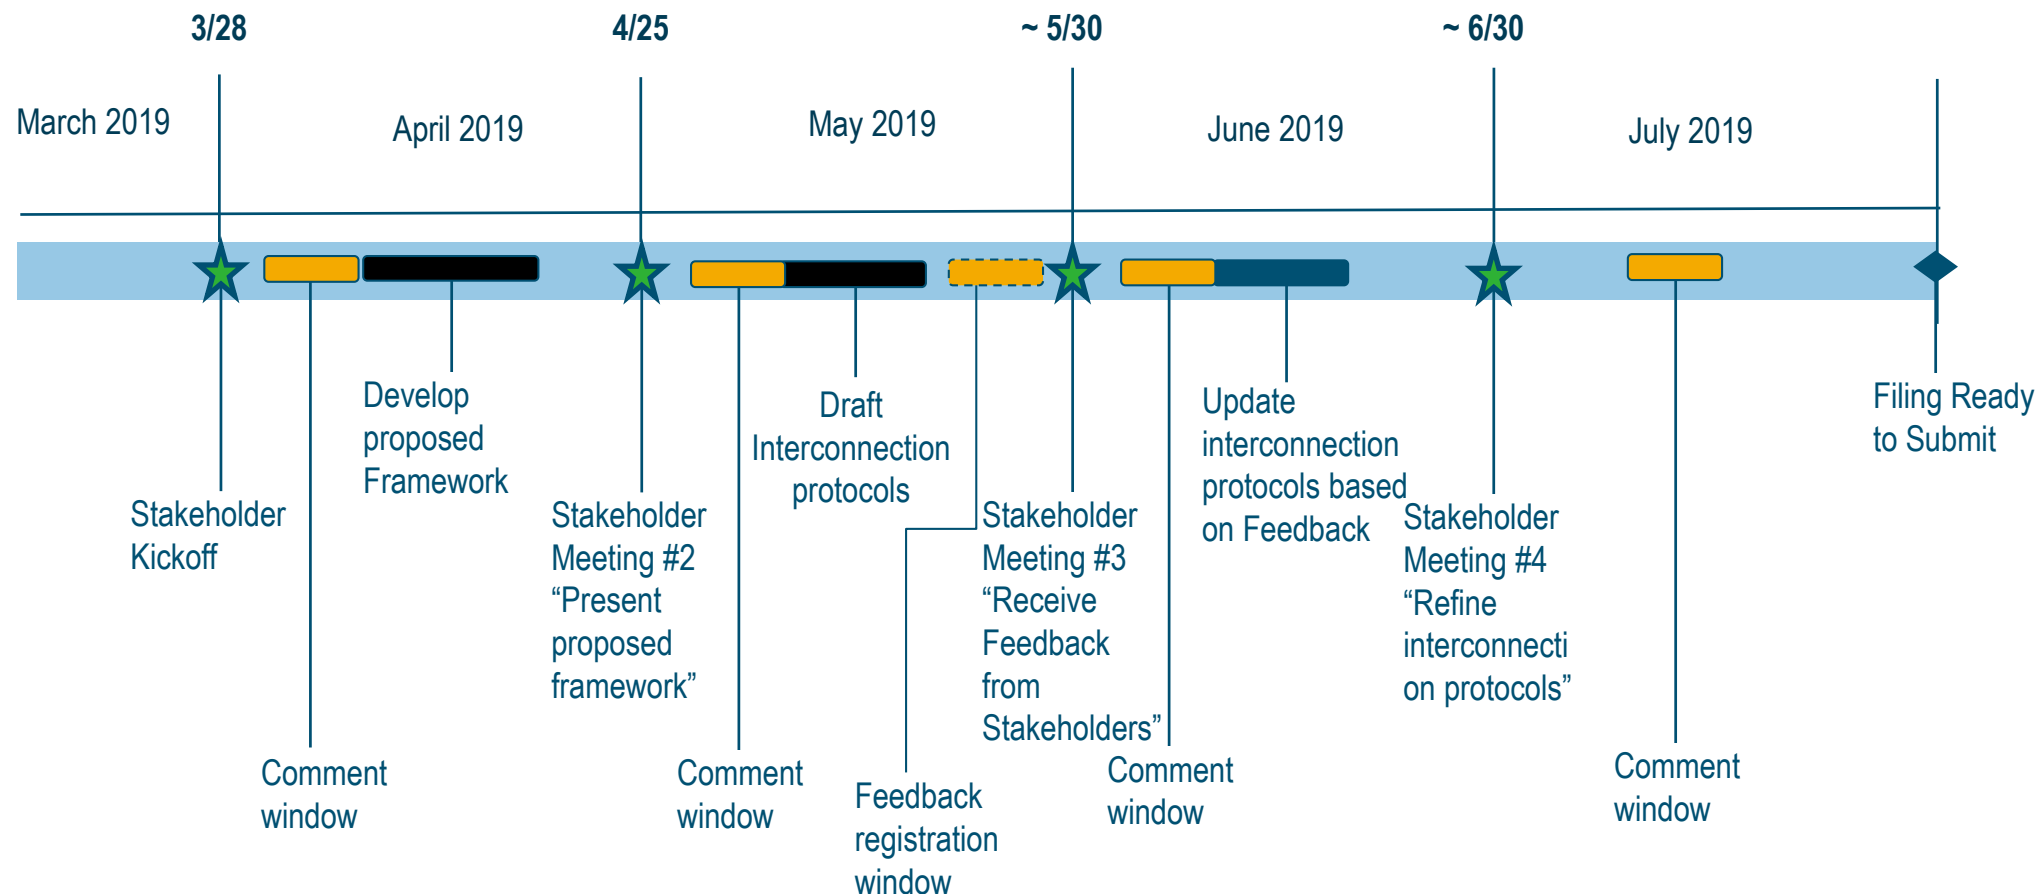 3/28
4/25
~ 5/30
~ 6/30
March 2019
April 2019
May 2019
June 2019
July 2019
Stakeholder
Kickoff
Comment
window
Develop
proposed
Framework
Stakeholder
Meeting #2
“Present
proposed
framework”
Comment
window
Draft
Interconnection
protocols
Feedback
registration
window
Stakeholder
Meeting #3
“Receive
Feedback
from
Stakeholders”
Comment
window
Update
interconnection
protocols based
on Feedback
Stakeholder
Meeting #4
“Refine
interconnecti
on protocols”
Comment
window
Filing Ready
to Submit